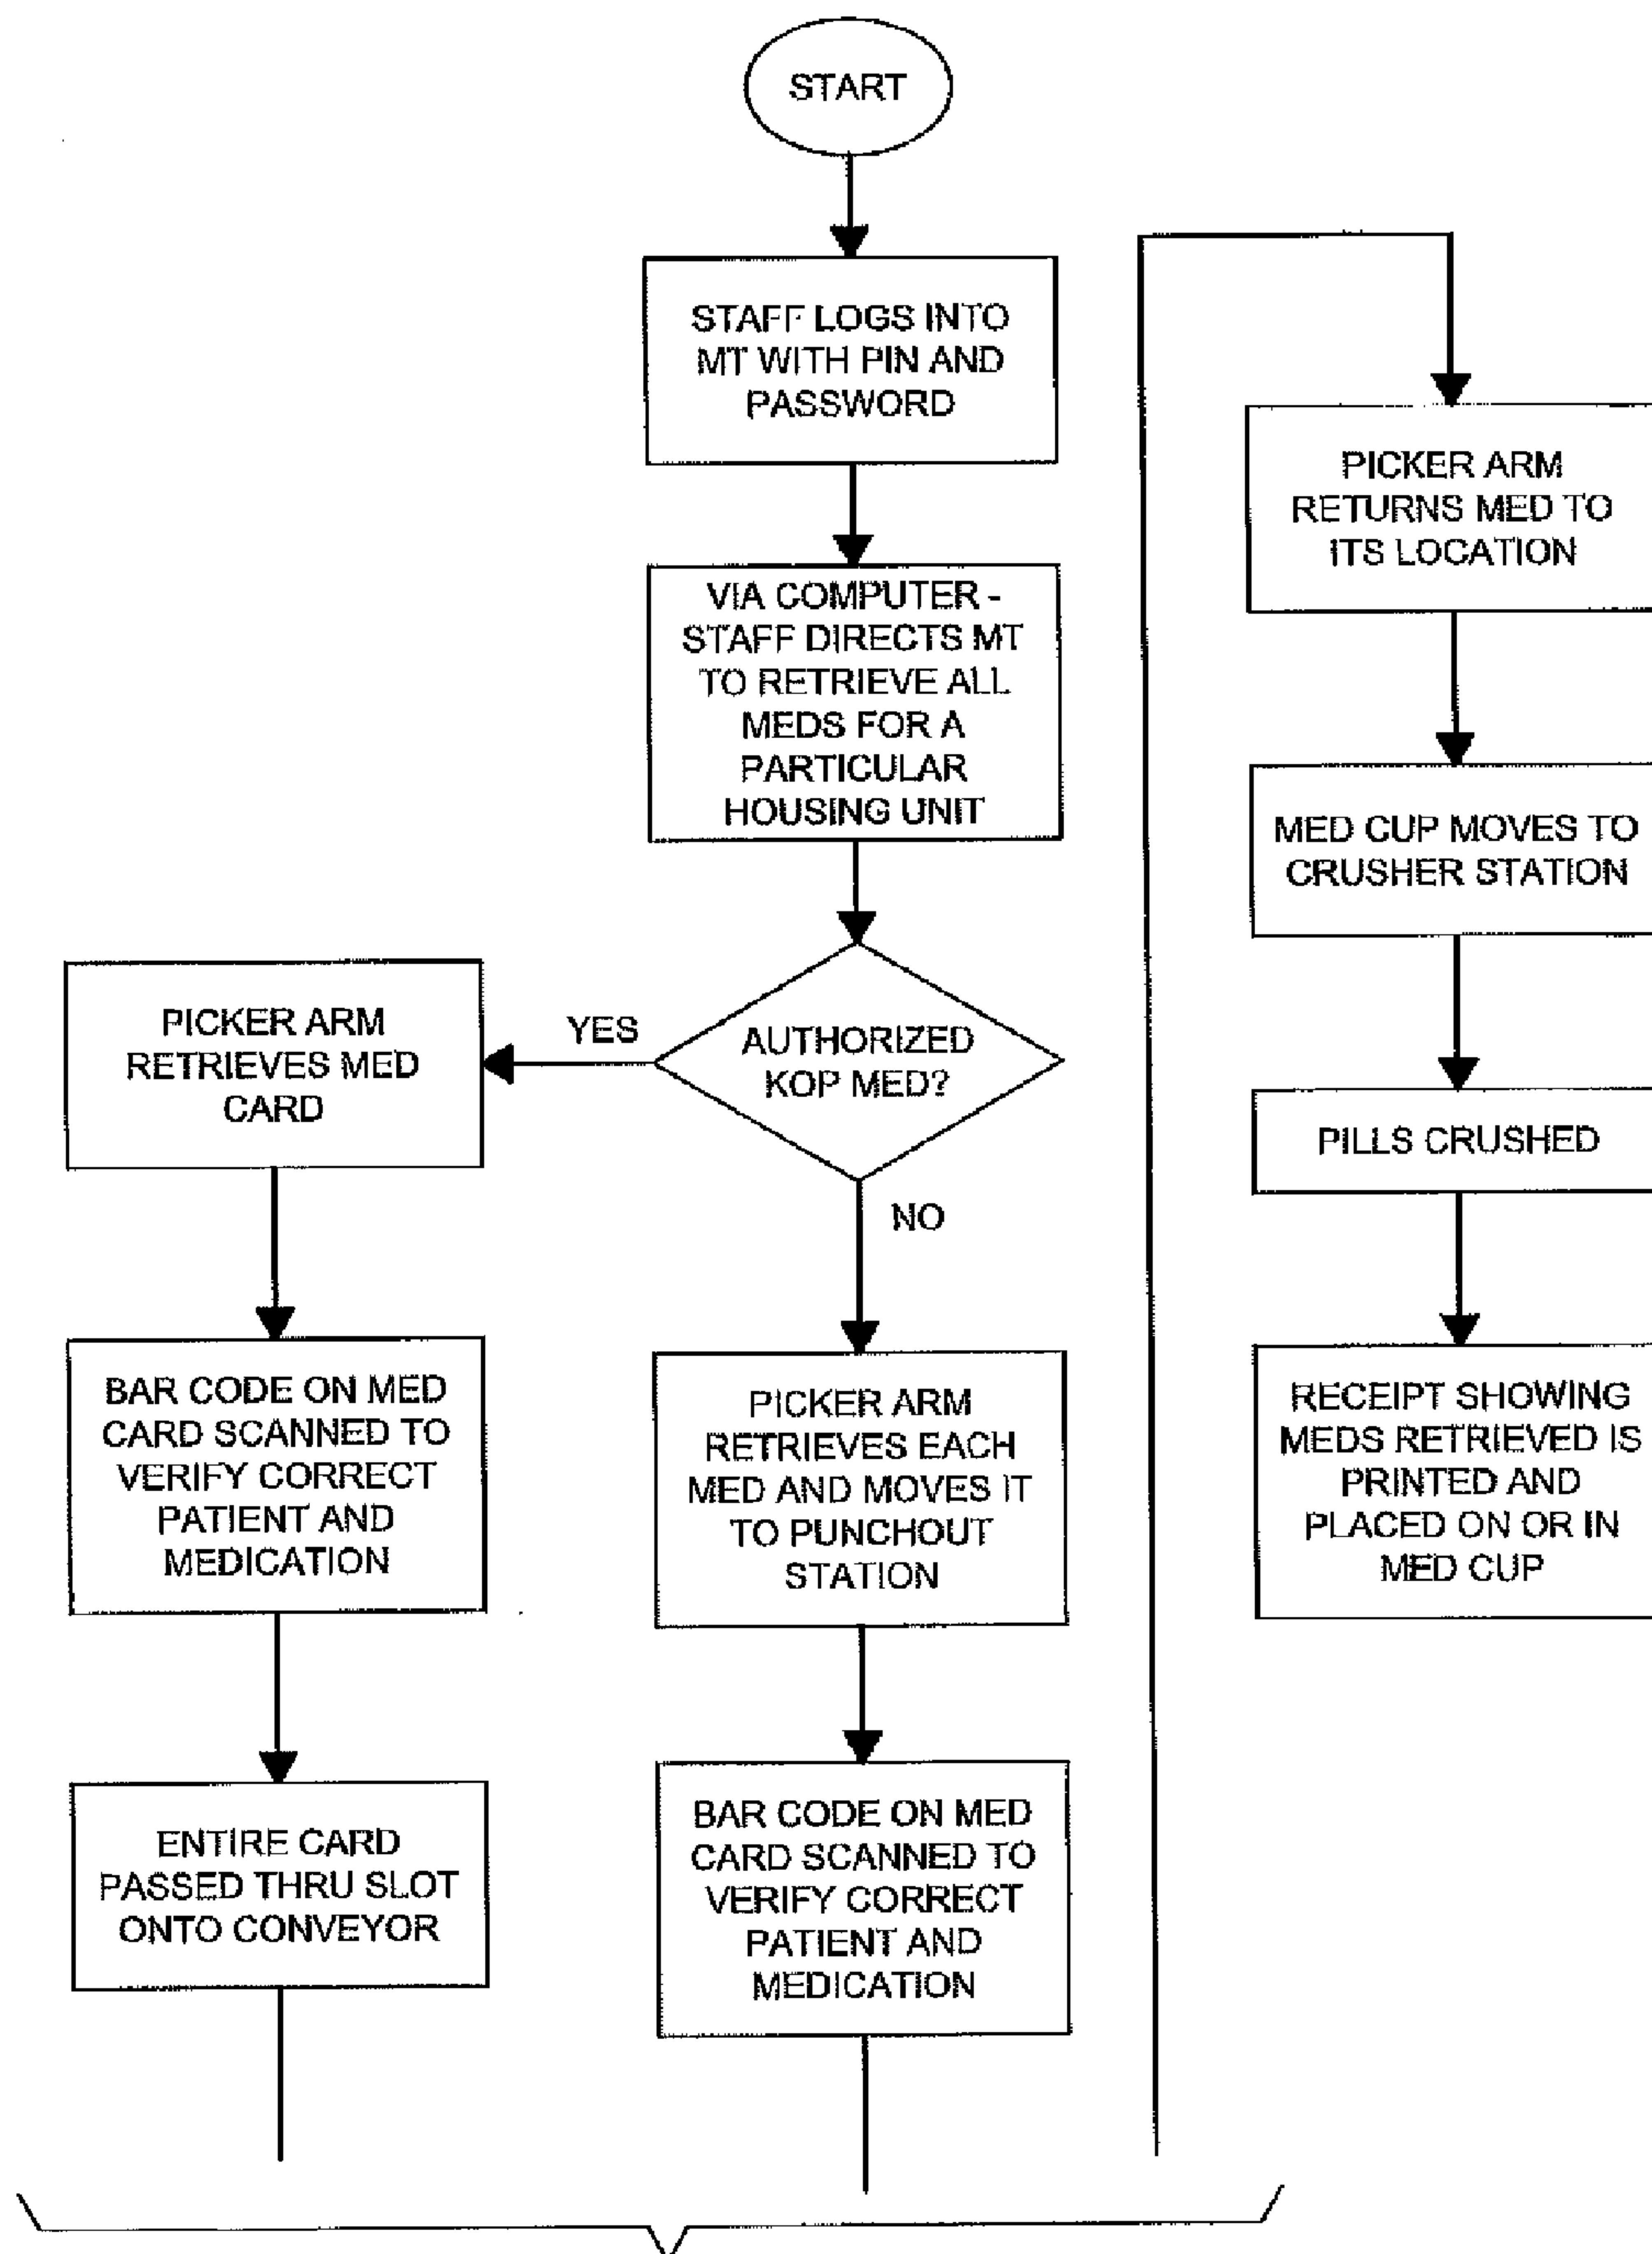 START
STAFF LOGS INTO
MT WITH PIN AND
PASSWORD
VIA COMPUTER -
STAFF DIRECTS MT
TO RETRIEVE ALL
MEDS FOR A
PARTICULAR
HOUSING UNIT
AUTHORIZED
KOP MED?
YES
PICKER ARM
RETRIEVES MED
CARD
BAR CODE ON MED
CARD SCANNED TO
VERIFY CORRECT
PATIENT AND
MEDICATION
ENTIRE CARD
PASSED THRU SLOT
ONTO CONVEYOR
NO
PICKER ARM
RETRIEVES EACH
MED AND MOVES IT
TO PUNCHOUT
STATION
BAR CODE ON MED
CARD SCANNED TO
VERIFY CORRECT
PATIENT AND
MEDICATION
PICKER ARM
RETURNS MED TO
ITS LOCATION
MED CUP MOVES TO
CRUSHER STATION
PILLS CRUSHED
RECEIPT SHOWING
MEDS RETRIEVED IS
PRINTED AND
PLACED ON OR IN
MED CUP